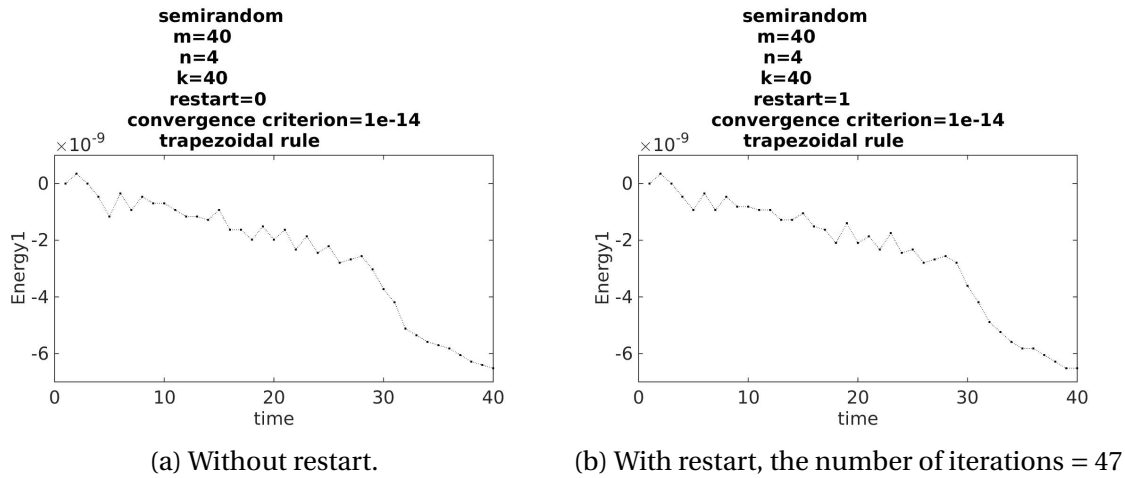 semirandom
m=40
n=4
k=40
restart=0
convergence criterion=1e-14
trapezoidal rule
×10-9
0
-2
-4
-6
Energy1
0 10 20 30 40
time
(a) Without restart.
semirandom
m=40
n=4
k=40
restart=1
convergence criterion=1e-14
trapezoidal rule
×10-9
0
-2
-4
-6
Energy1
0 10 20 30 40
time
(b) With restart, the number of iterations = 47